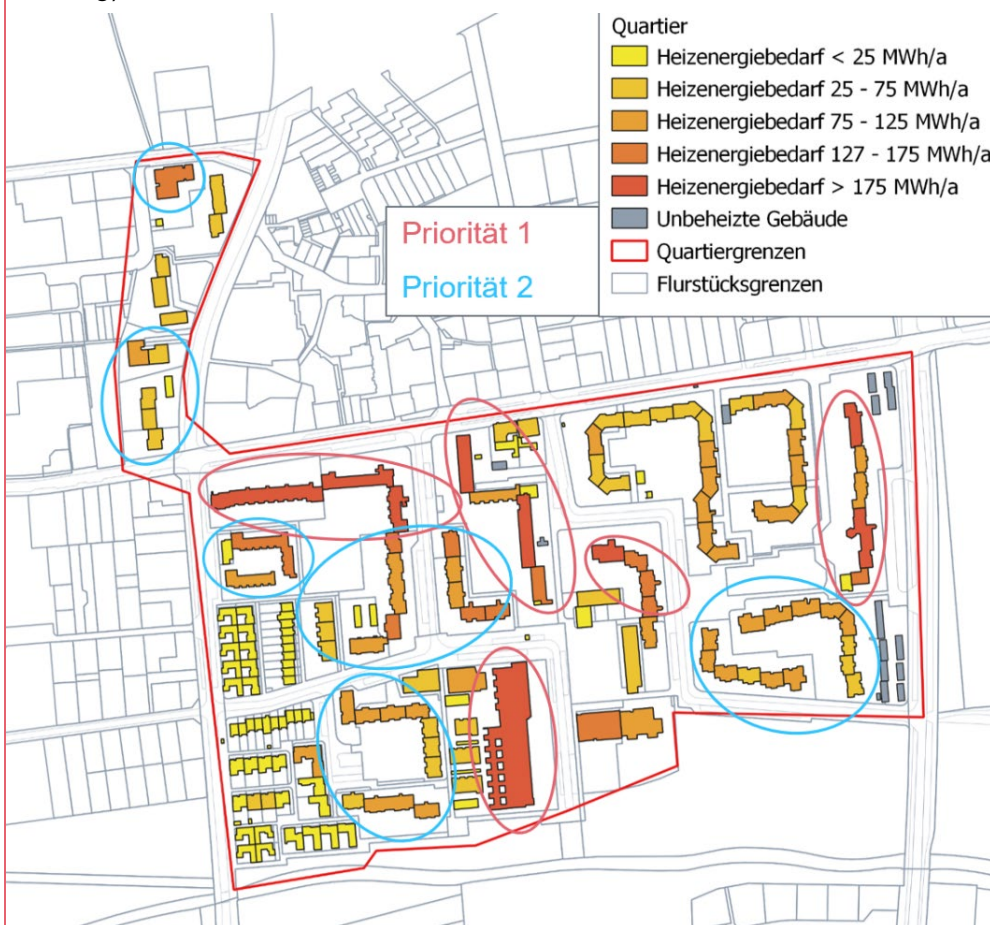 Quartier
Heizenergiebedarf < 25 MWh/a
Heizenergiebedarf 25 - 75 MWh/a
Heizenergiebedarf 75 - 125 MWh/a
Heizenergiebedarf 127 - 175 MWh/a
Heizenergiebedarf > 175 MWh/a
Unbeheizte Gebäude
Quartiergrenzen
Flurstücksgrenzen
Priorität 1
Priorität 2